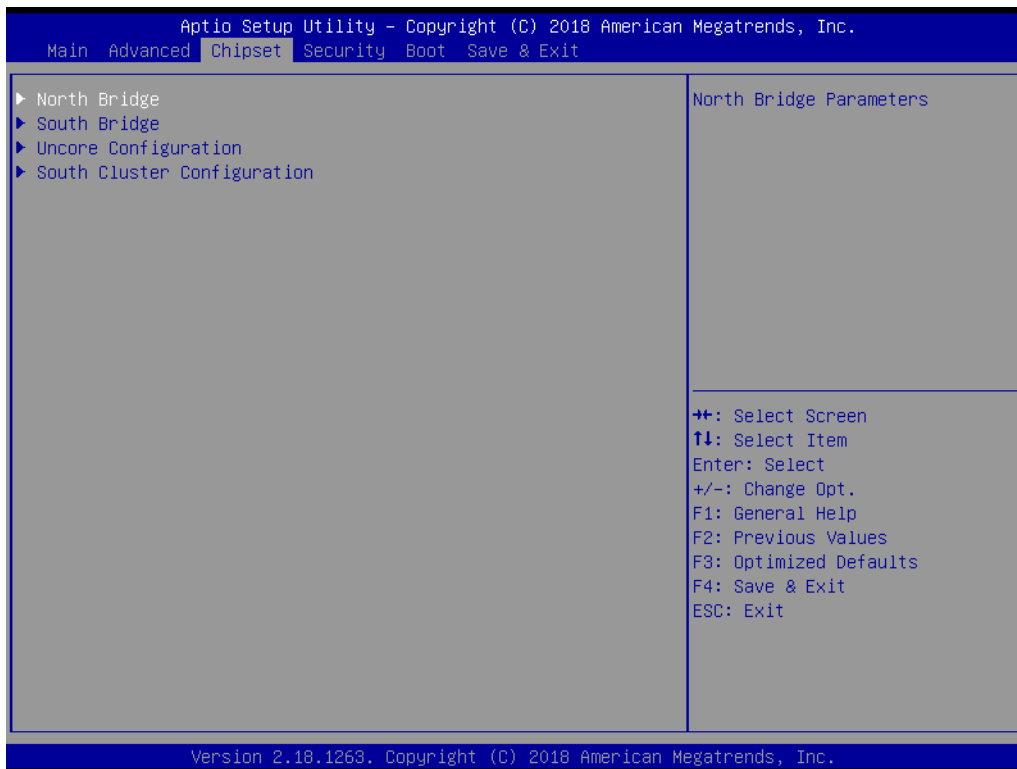 Aptio Setup Utility – Copyright (C) 2018 American Megatrends, Inc.
Main Advanced Chipset Security Boot Save & Exit
▶ North Bridge
▶ South Bridge
▶ Uncore Configuration
▶ South Cluster Configuration
North Bridge Parameters
→←: Select Screen
↑↓: Select Item
Enter: Select
+/-: Change Opt.
F1: General Help
F2: Previous Values
F3: Optimized Defaults
F4: Save & Exit
ESC: Exit
Version 2.18.1263. Copyright (C) 2018 American Megatrends, Inc.